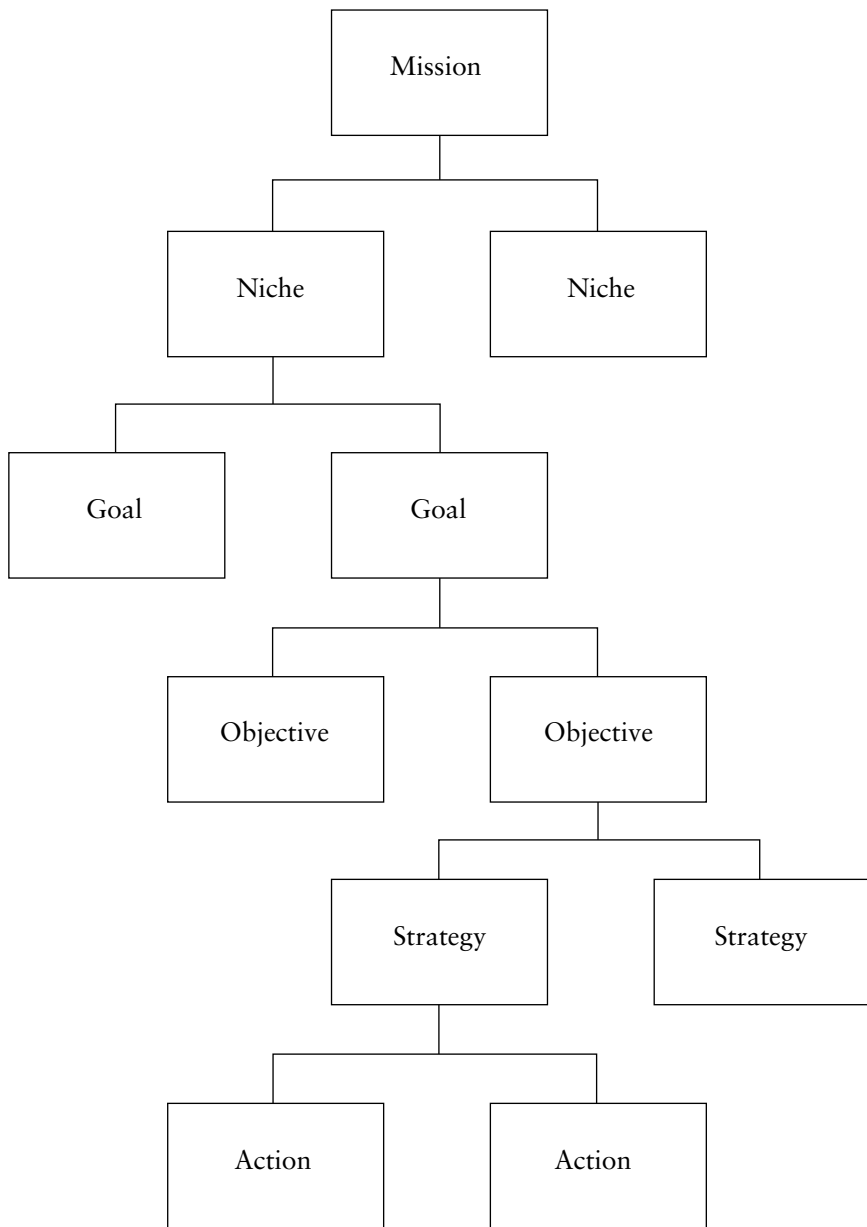 Mission
Niche
Niche
Goal
Goal
Objective
Objective
Strategy
Strategy
Action
Action